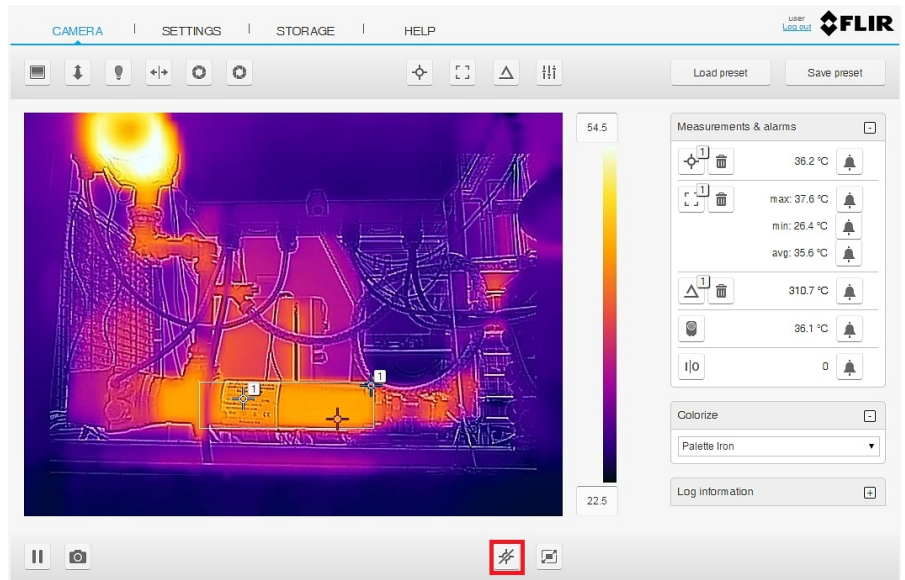 CAMERA | SETTINGS | STORAGE | HELP
user
Log out
FLIR
Load preset
Save preset
54.5
22.5
1
1
Measurements & alarms
1
36.2 °C
1
max: 37.6 °C
min: 26.4 °C
avg: 35.6 °C
1
310.7 °C
36.1 °C
I|O
0
Colorize
Palette Iron
Log information